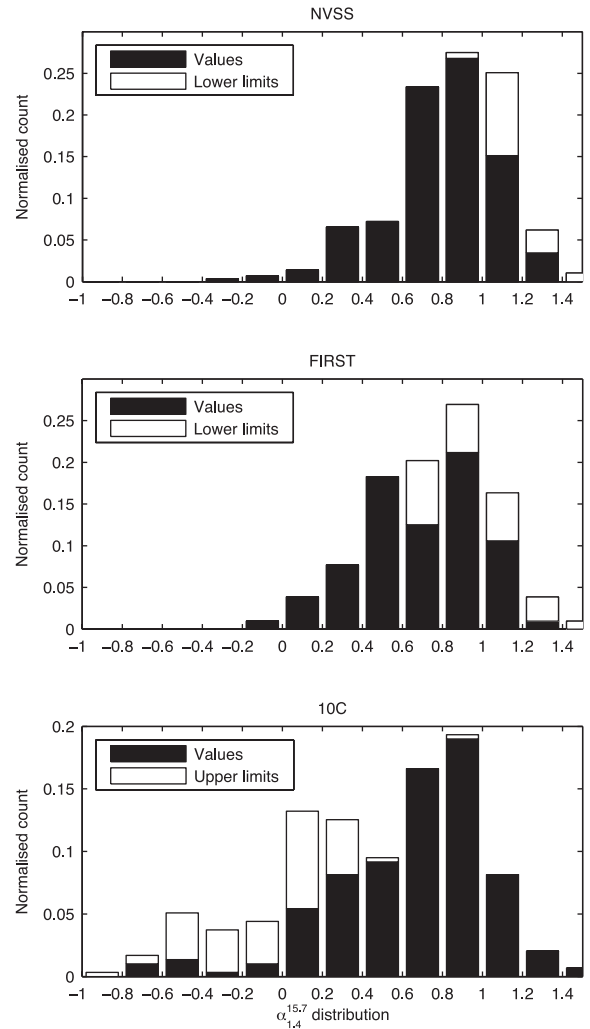 NVSS
Values
Lower limits
Normalised count
0.25
0.2
0.15
0.1
0.05
0
−1 −0.8 −0.6 −0.4 −0.2 0 0.2 0.4 0.6 0.8 1 1.2 1.4
FIRST
Values
Lower limits
Normalised count
0.25
0.2
0.15
0.1
0.05
0
−1 −0.8 −0.6 −0.4 −0.2 0 0.2 0.4 0.6 0.8 1 1.2 1.4
10C
Values
Upper limits
Normalised count
0.2
0.15
0.1
0.05
0
−1 −0.8 −0.6 −0.4 −0.2 0 0.2 0.4 0.6 0.8 1 1.2 1.4
α15.7 1.4 distribution